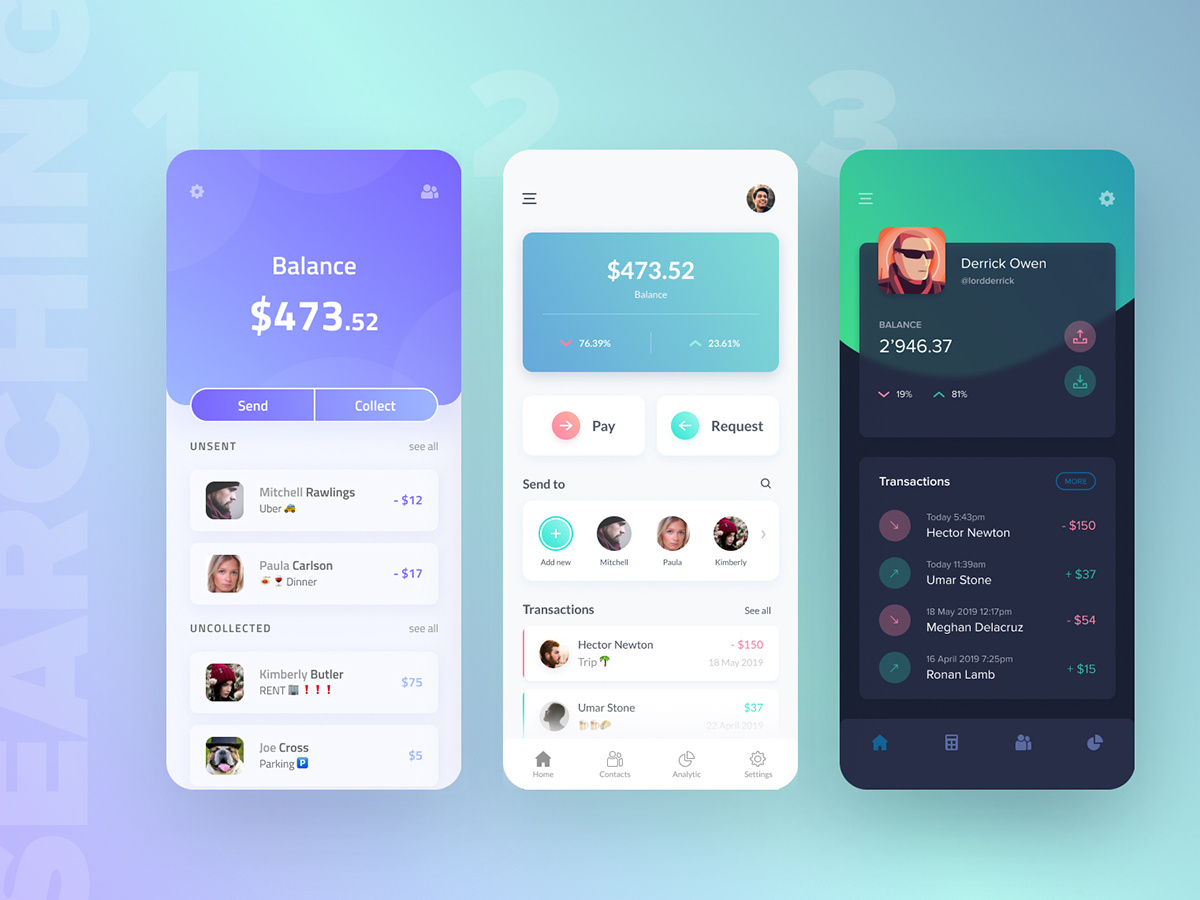 SEARCHING
1
2
3
Balance
$473.52
Send
Collect
UNSENT
see all
Mitchell Rawlings
Uber 🚕
- $12
Paula Carlson
🍝🍷 Dinner
- $17
UNCOLLECTED
see all
Kimberly Butler
RENT🏢❗❗❗
$75
Joe Cross
Parking🅿️
$5
$473.52
Balance
76.39%
23.61%
Pay
Request
Send to
Add new
Mitchell
Paula
Kimberly
Transactions
See all
Hector Newton
- $150
Trip🌴
18 May 2019
Umar Stone
$37
🍻🍻🌮
22 April 2019
Home
Contacts
Analytic
Settings
Derrick Owen
@lordderrick
BALANCE
2’946.37
19%
81%
Transactions
MORE
Today 5:43pm
Hector Newton
- $150
Today 11:39am
Umar Stone
+ $37
18 May 2019 12:17pm
Meghan Delacruz
- $54
16 April 2019 7:25pm
Ronan Lamb
+ $15